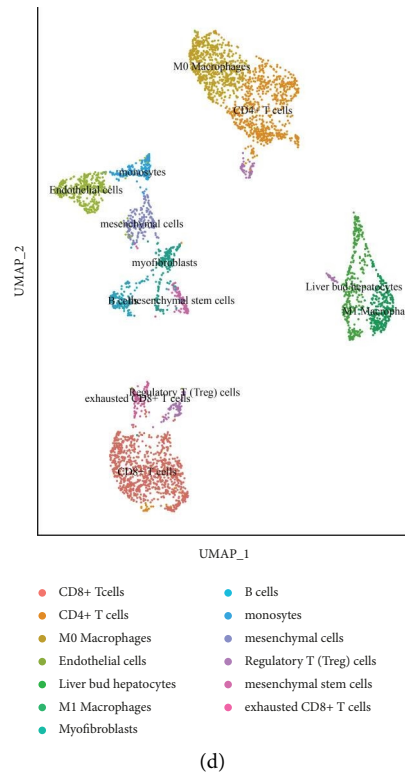 M0 Macrophages
CD4+ T cells
monosytes
Endothelial cells
mesenchymal cells
myofibroblasts
B cells
mesenchymal stem cells
Liver bud hepatocytes
M1 Macropha
Regulatory T (Treg) cells
exhausted CD8+ T cells
CD8+ T cells
UMAP_2
UMAP_1
CD8+ Tcells
CD4+ T cells
M0 Macrophages
Endothelial cells
Liver bud hepatocytes
M1 Macrophages
Myofibroblasts
B cells
monosytes
mesenchymal cells
Regulatory T (Treg) cells
mesenchymal stem cells
exhausted CD8+ T cells
(d)